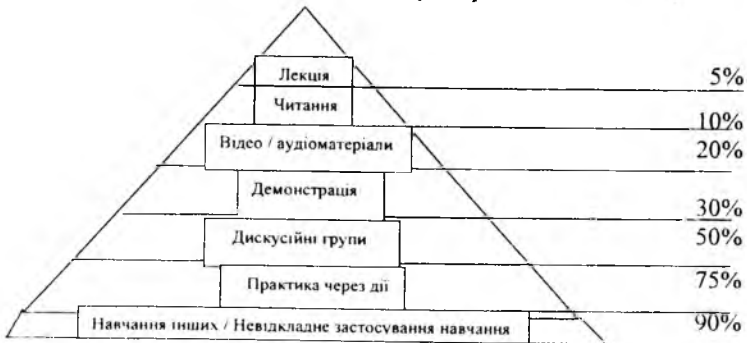 Лекція
5%
Читання
10%
Відео / аудіоматеріали
20%
Демонстрація
30%
Дискусійні групи
50%
Практика через дії
75%
Навчання інших / Невідкладне застосування навчання
90%